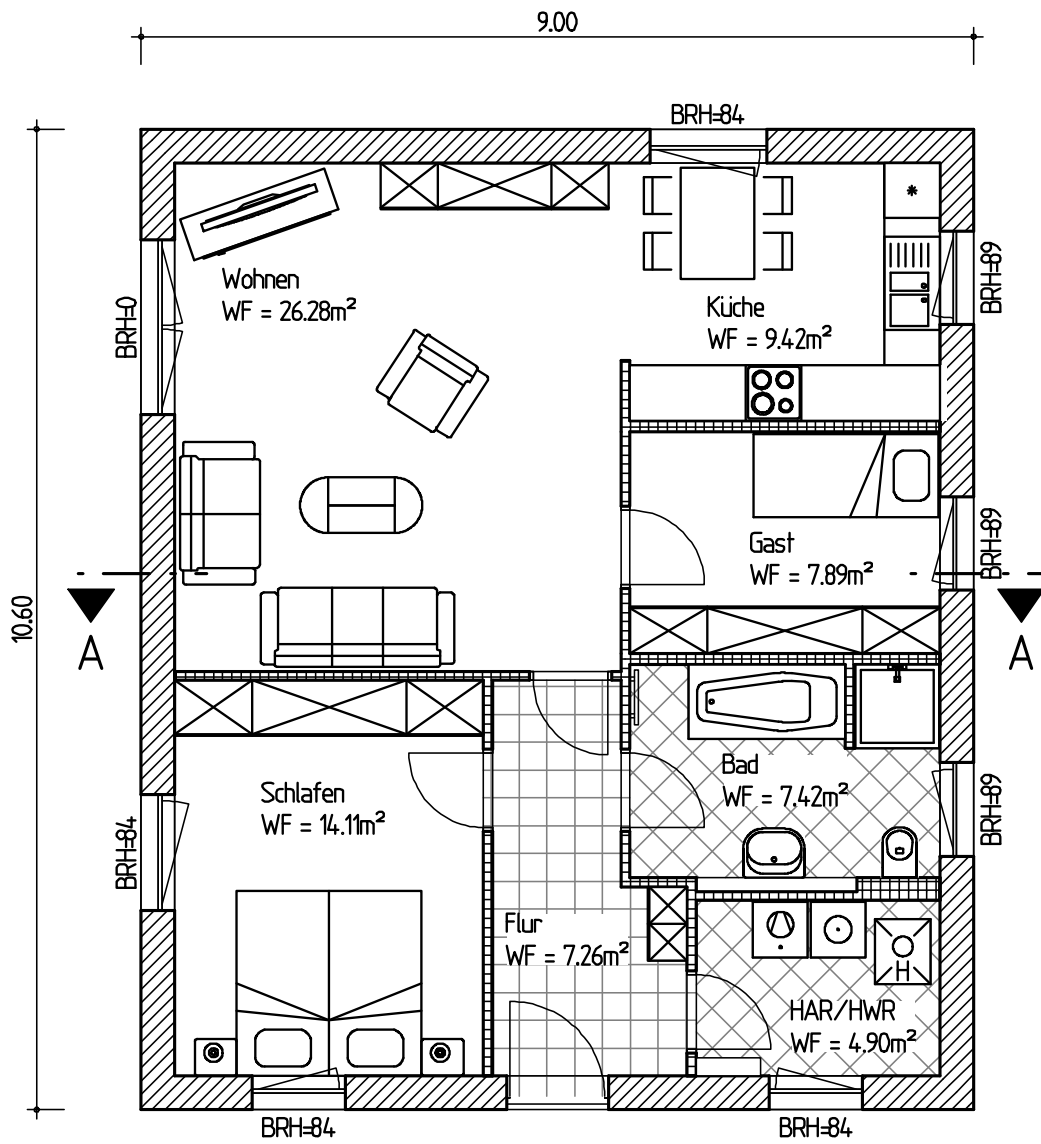 9.00
BRH=84
Wohnen
WF = 26.28m²
BRH=0
Küche
WF = 9.42m²
BRH=89
Gast
WF = 7.89m²
BRH=89
10.60
A
A
Schlafen
WF = 14.11m²
BRH=84
Bad
WF = 7.42m²
BRH=89
Flur
WF = 7.26m²
H
HAR/HWR
WF = 4.90m²
BRH=84
BRH=84